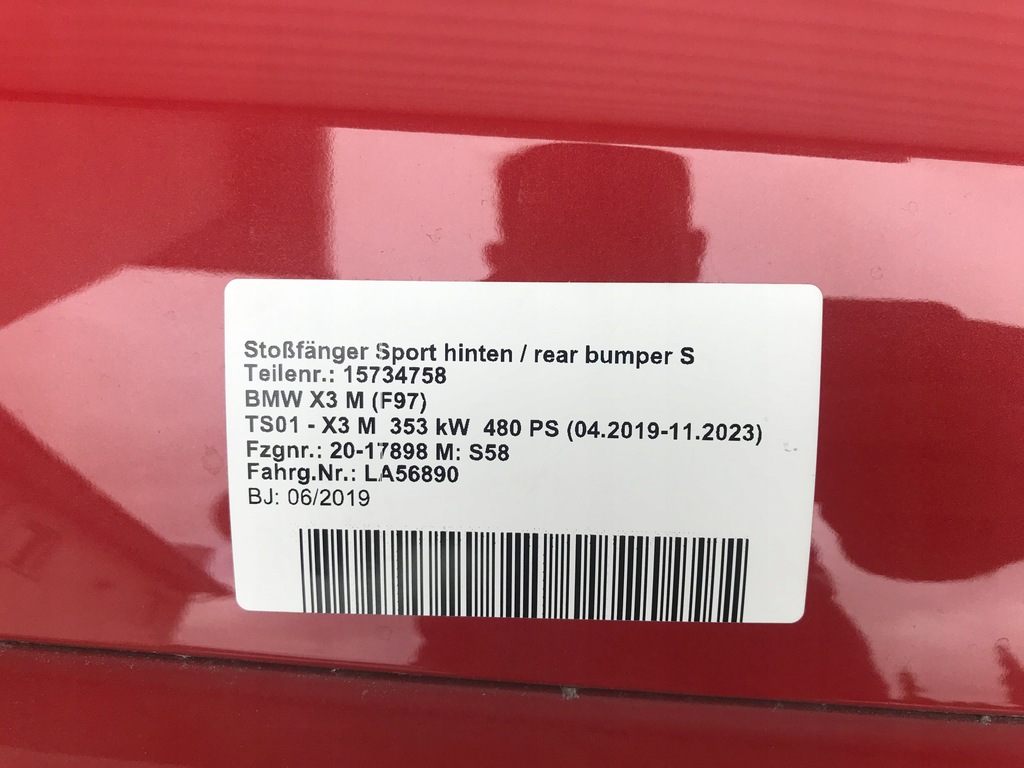 Stoßfänger Sport hinten / rear bumper S
Teilenr.: 15734758
BMW X3 M (F97)
TS01 - X3 M 353 kW 480 PS (04.2019-11.2023)
Fzgnr.: 20-17898 M: S58
Fahrg.Nr.: LA56890
BJ: 06/2019